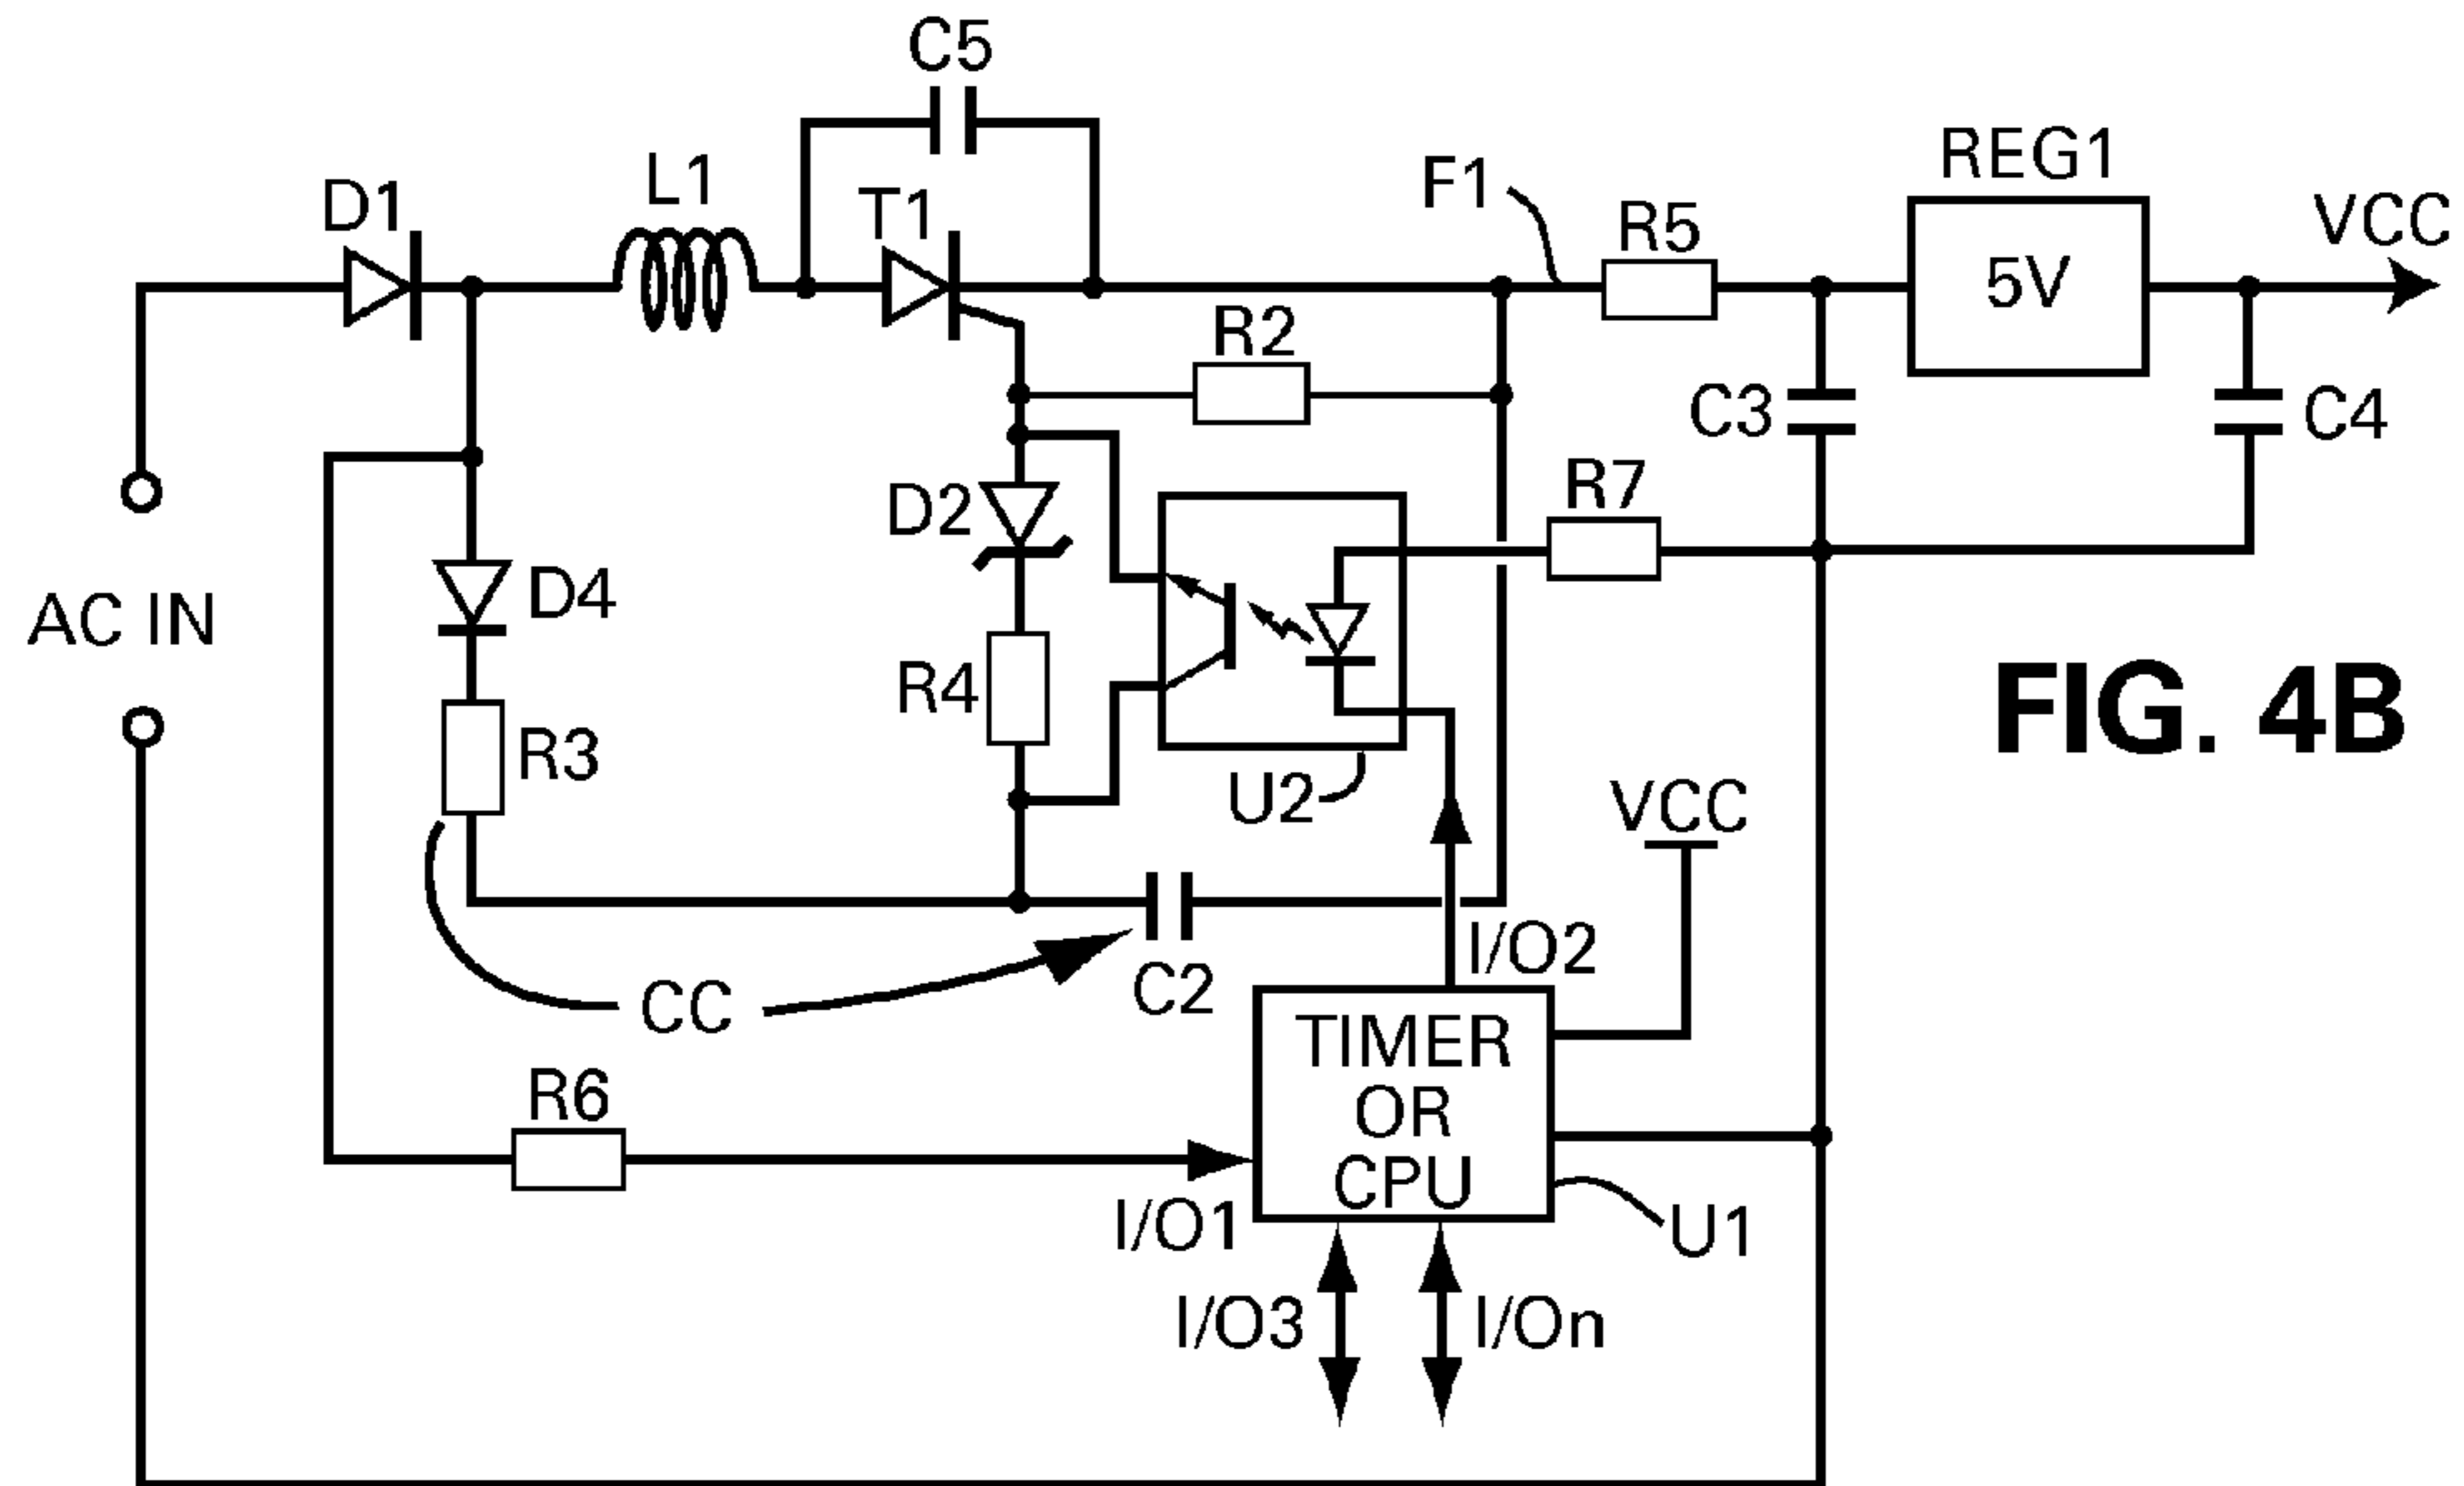 C5
D1
L1
T1
F1
R5
REG1
5V
VCC
R2
C3
C4
R7
D2
D4
AC IN
R4
R3
U2
FIG. 4B
VCC
I/O2
C2
CC
TIMER
OR
CPU
R6
I/O1
U1
I/O3
I/On